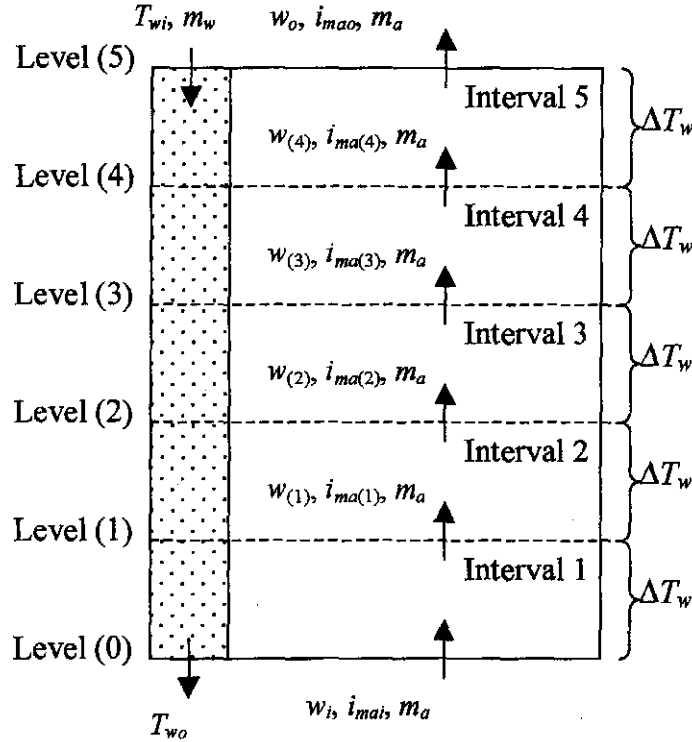 T_wi, m_w w_o, i_mao, m_a
Level (5)
Interval 5
ΔT_w
w_(4), i_ma(4), m_a
Level (4)
Interval 4
ΔT_w
w_(3), i_ma(3), m_a
Level (3)
Interval 3
ΔT_w
w_(2), i_ma(2), m_a
Level (2)
Interval 2
ΔT_w
w_(1), i_ma(1), m_a
Level (1)
Interval 1
ΔT_w
Level (0)
T_wo
w_i, i_mai, m_a